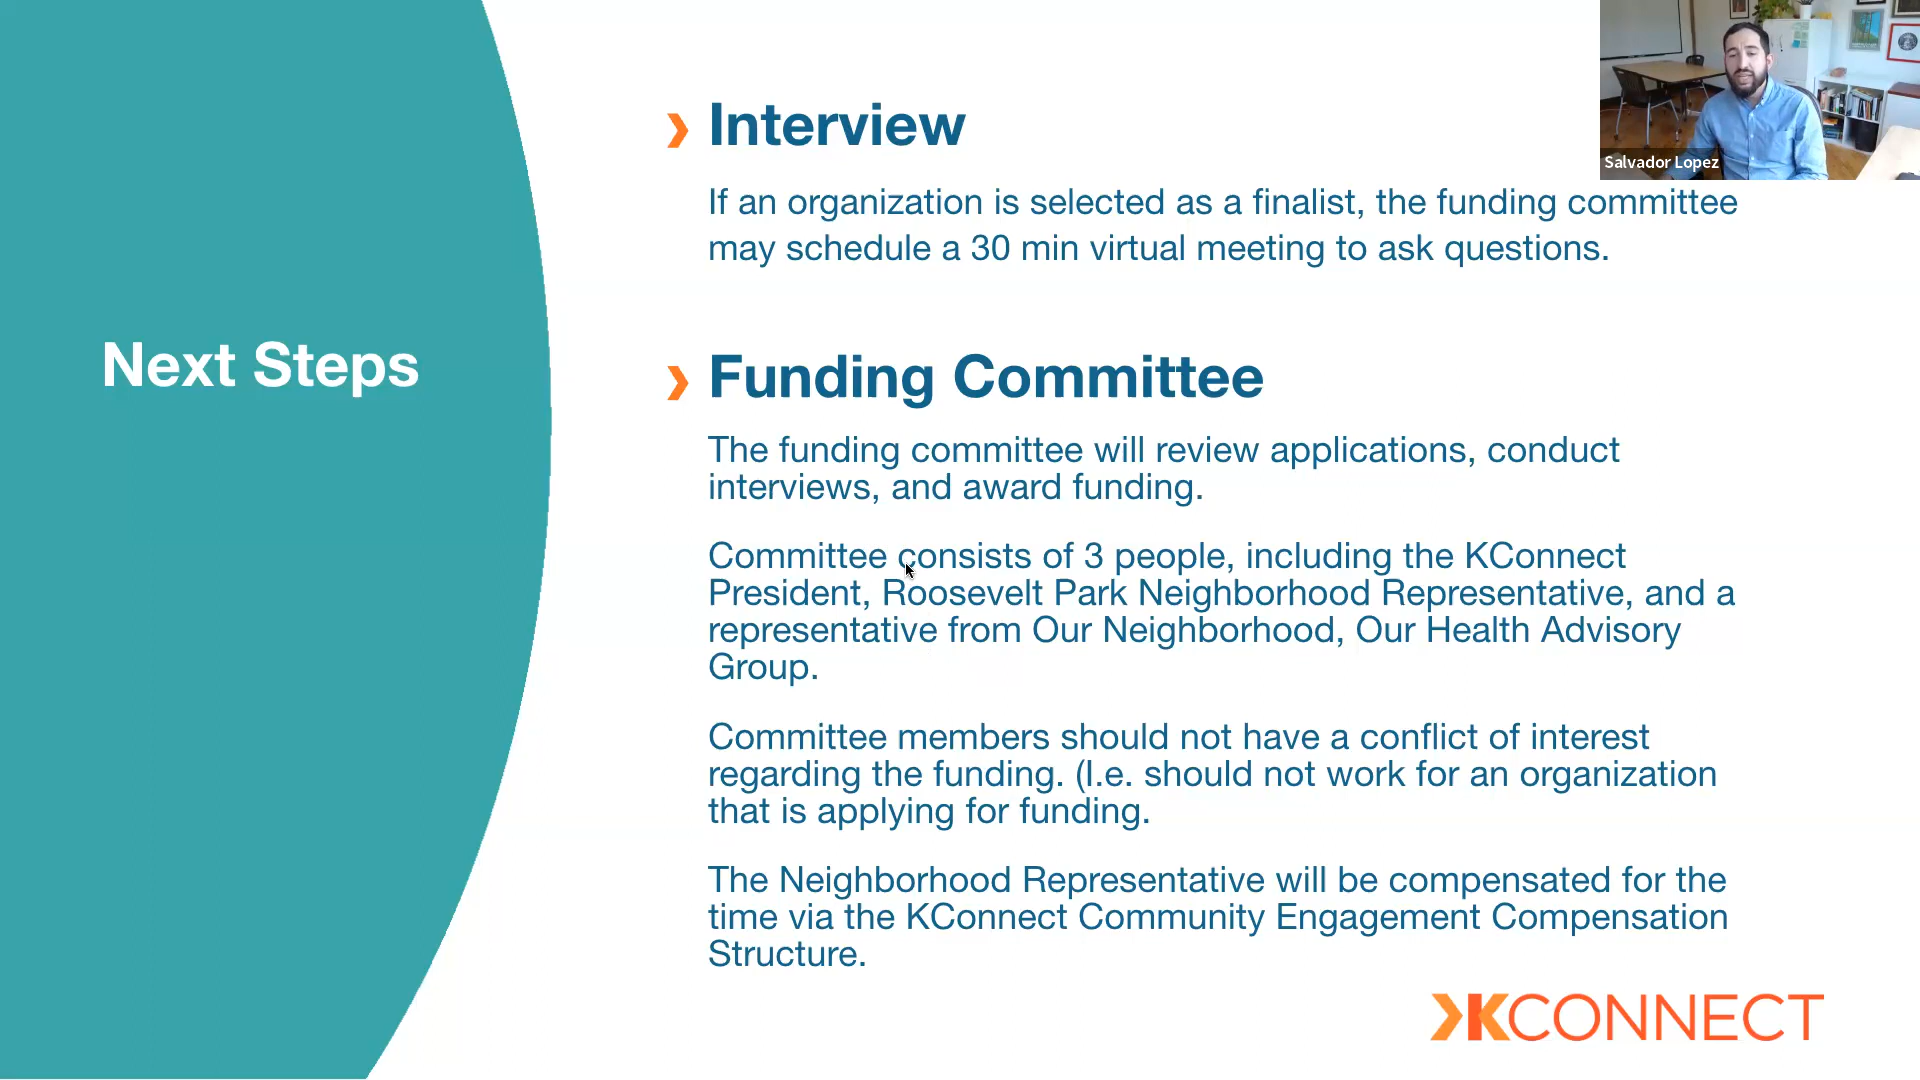 Next Steps
Interview
If an organization is selected as a finalist, the funding committee
may schedule a 30 min virtual meeting to ask questions.
Funding Committee
The funding committee will review applications, conduct
interviews, and award funding.
Committee consists of 3 people, including the KConnect
President, Roosevelt Park Neighborhood Representative, and a
representative from Our Neighborhood, Our Health Advisory
Group.
Committee members should not have a conflict of interest
regarding the funding. (I.e. should not work for an organization
that is applying for funding.
The Neighborhood Representative will be compensated for the
time via the KConnect Community Engagement Compensation
Structure.
KCONNECT
Salvador Lopez